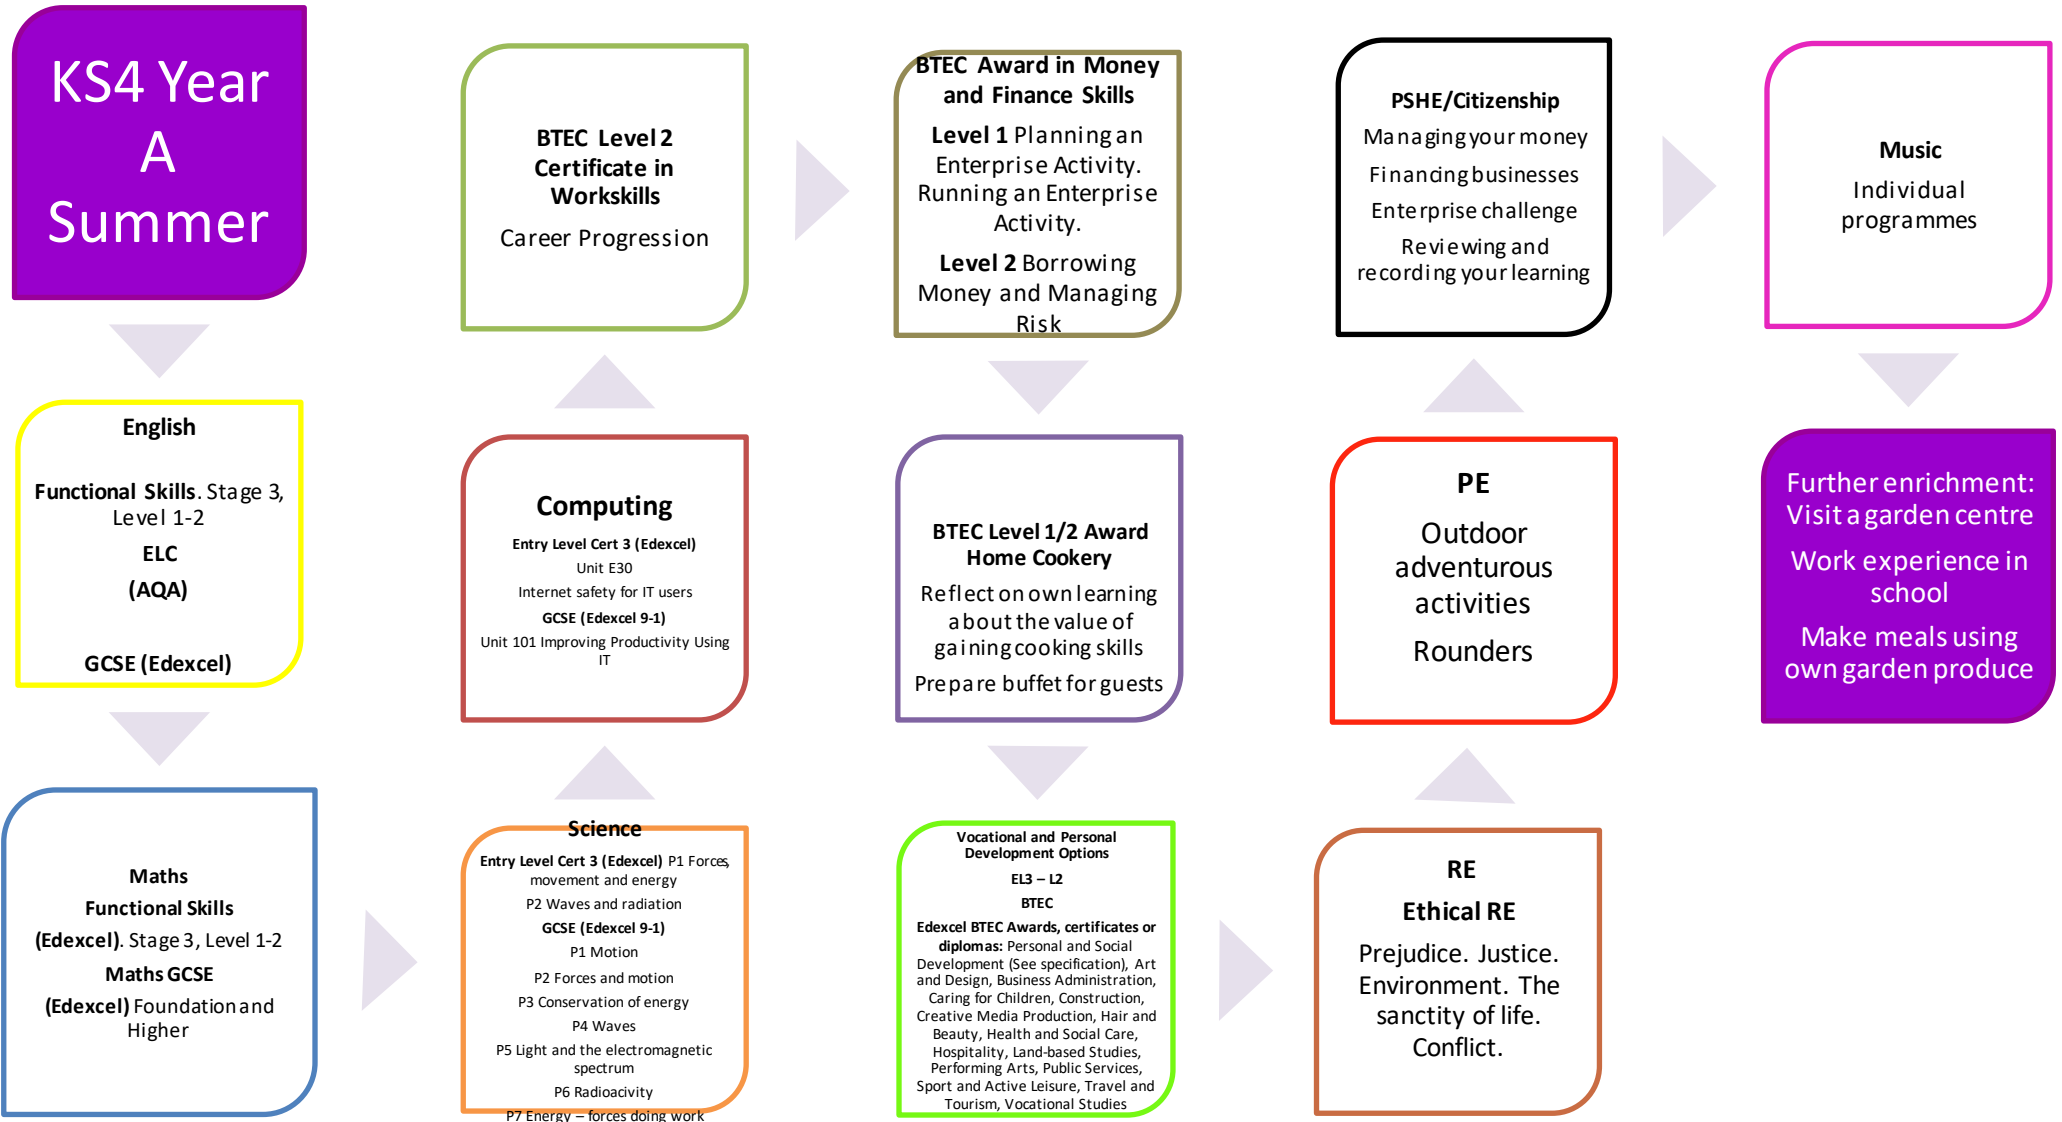 KS4 Year
A
Summer
English
Functional Skills. Stage 3,
Level 1-2
ELC
(AQA)
GCSE (Edexcel)
Maths
Functional Skills
(Edexcel). Stage 3, Level 1-2
Maths GCSE
(Edexcel) Foundation and
Higher
Science
Entry Level Cert 3 (Edexcel) P1 Forces,
movement and energy
P2 Waves and radiation
GCSE (Edexcel 9-1)
P1 Motion
P2 Forces and motion
P3 Conservation of energy
P4 Waves
P5 Light and the electromagnetic
spectrum
P6 Radioacivity
P7 Energy – forces doing work
Computing
Entry Level Cert 3 (Edexcel)
Unit E30
Internet safety for IT users
GCSE (Edexcel 9-1)
Unit 101 Improving Productivity Using
IT
BTEC Level 2
Certificate in
Workskills
Career Progression
BTEC Award in Money
and Finance Skills
Level 1 Planning an
Enterprise Activity.
Running an Enterprise
Activity.
Level 2 Borrowing
Money and Managing
Risk
BTEC Level 1/2 Award
Home Cookery
Reflect on own learning
about the value of
gaining cooking skills
Prepare buffet for guests
Vocational and Personal
Development Options
EL3 – L2
BTEC
Edexcel BTEC Awards, certificates or
diplomas: Personal and Social
Development (See specification), Art
and Design, Business Administration,
Caring for Children, Construction,
Creative Media Production, Hair and
Beauty, Health and Social Care,
Hospitality, Land-based Studies,
Performing Arts, Public Services,
Sport and Active Leisure, Travel and
Tourism, Vocational Studies
RE
Ethical RE
Prejudice. Justice.
Environment. The
sanctity of life.
Conflict.
PE
Outdoor
adventurous
activities
Rounders
PSHE/Citizenship
Managing your money
Financing businesses
Enterprise challenge
Reviewing and
recording your learning
Music
Individual
programmes
Further enrichment:
Visit a garden centre
Work experience in
school
Make meals using
own garden produce